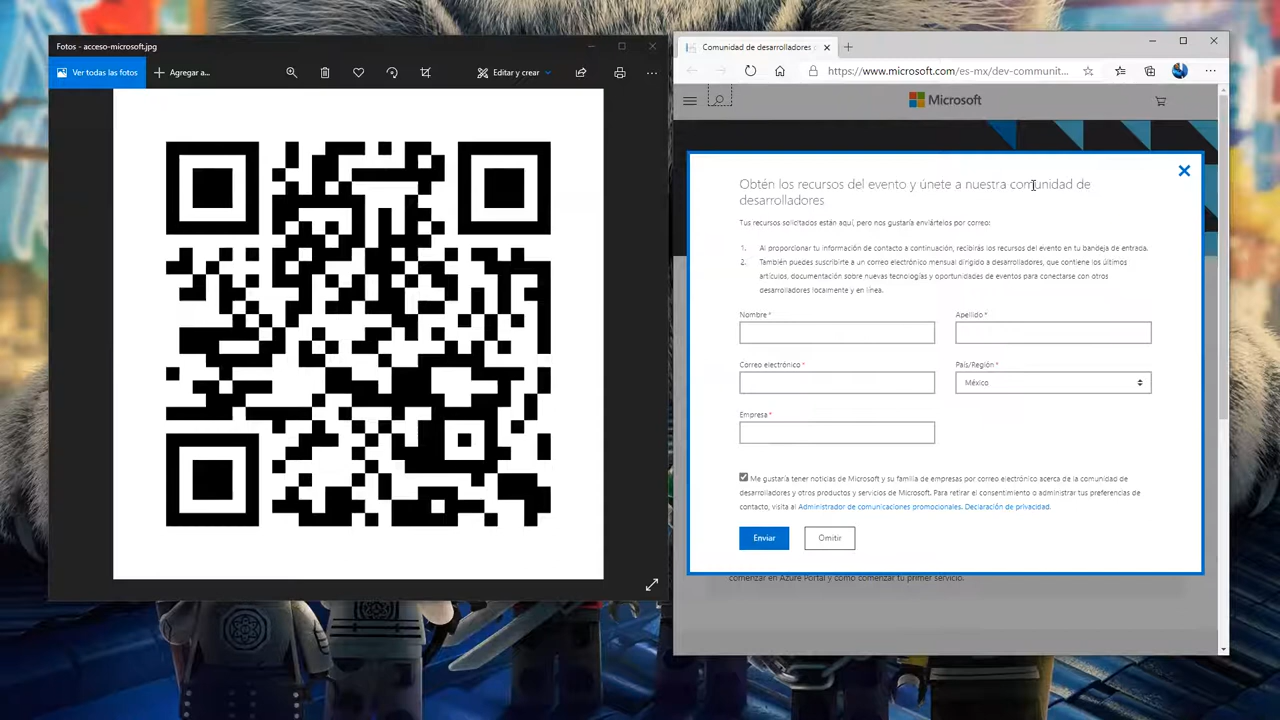 Fotos - acceso-microsoft.jpg
Ver todas las fotos
Agregar a...
Editar y crear
Comunidad de desarrolladores
https://www.microsoft.com/es-mx/dev-communit...
Microsoft
Obtén los recursos del evento y únete a nuestra comunidad de
desarrolladores
Tus recursos solicitados están aquí, pero nos gustaría enviártelos por correo:
1. Al proporcionar tu información de contacto a continuación, recibirás los recursos del evento en tu bandeja de entrada.
2. También puedes suscribirte a un correo electrónico mensual dirigido a desarrolladores, que contiene los últimos
artículos, documentación sobre nuevas tecnologías y oportunidades de eventos para conectarse con otros
desarrolladores localmente y en línea.
Nombre *
Apellido *
Correo electrónico *
País/Región *
México
Empresa *
Me gustaría tener noticias de Microsoft y su familia de empresas por correo electrónico acerca de la comunidad de
desarrolladores y otros productos y servicios de Microsoft. Para retirar el consentimiento o administrar tus preferencias de
contacto, visita al Administrador de comunicaciones promocionales. Declaración de privacidad.
Enviar
Omitir
comenzar en Azure Portal y cómo comenzar tu primer servicio.